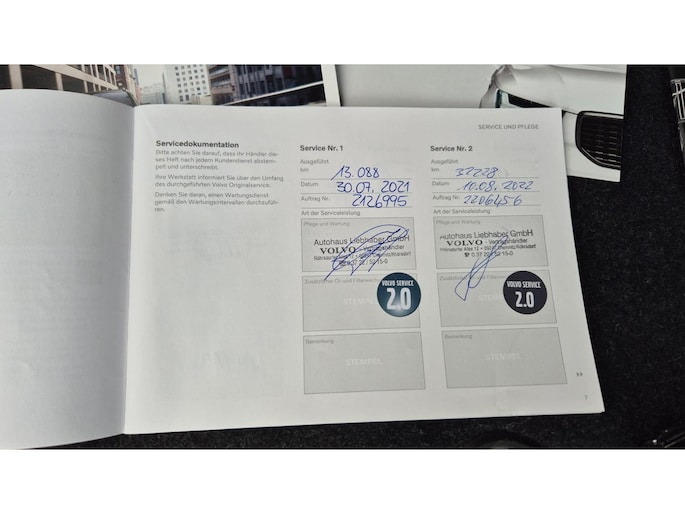 SERVICE UND PFLEGE
Servicedokumentation
Bitte achten Sie darauf, dass Ihr Händler die-
ses Heft nach jedem Kundendienst abstem-
pelt und unterschreibt.
Ihre Werkstatt informiert Sie über den Umfang
des durchgeführten Volvo Originalservice.
Denken Sie daran, einen Wartungsdienst
gemäß den Wartungsintervallen durchzufüh-
ren.
Service Nr. 1
Ausgeführt
km 13.088
Datum 30.07.2021
Auftrag Nr. 2126995
Art der Serviceleistung
Pflege und Wartung
Autohaus Liebhaber GmbH
VOLVO - Vertragshändler
Zusätzlicher Öl- und Filterwechsel
STEMPEL
VOLVO SERVICE
2.0
Bemerkung
STEMPEL
Service Nr. 2
Ausgeführt
km 32228
Datum 10.08.2022
Auftrag Nr. 2206456
Art der Serviceleistung
Pflege und Wartung
Autohaus Liebhaber GmbH
VOLVO - Vertragshändler
STEMPEL
VOLVO SERVICE
2.0
Bemerkung
STEMPEL
>>
7